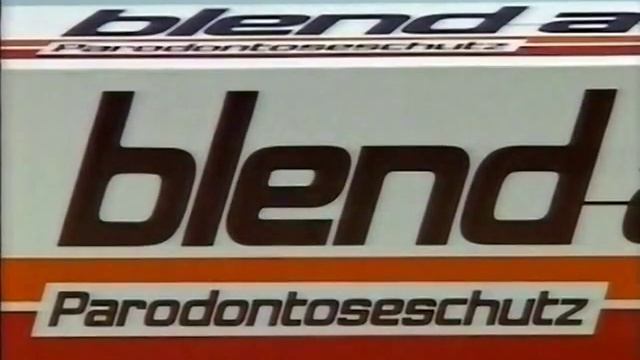 blend a
Parodontoseschutz
blend-a
Parodontoseschutz